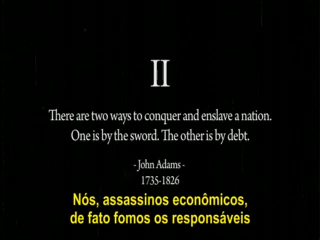 II
There are two ways to conquer and enslave a nation.
One is by the sword. The other is by debt.
- John Adams -
1735-1826
Nós, assassinos econômicos,
de fato fomos os responsáveis